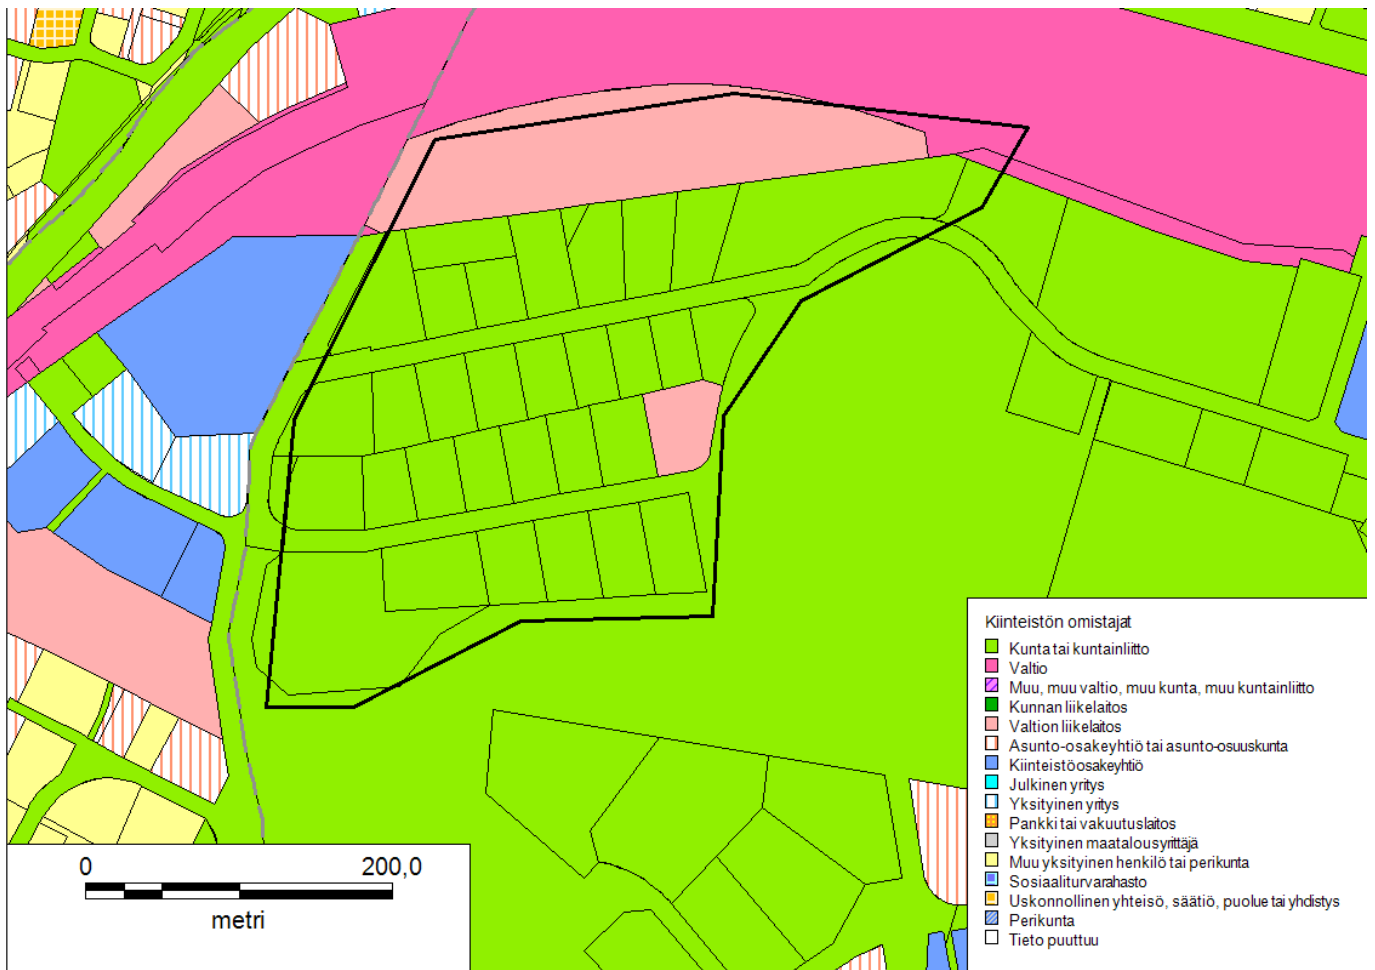 Kiinteistön omistajat
Kunta tai kuntainliitto
Valtio
Muu, muu valtio, muu kunta, muu kuntainliitto
Kunnan liikelaitos
Valtion liikelaitos
Asunto-osakeyhtiö tai asunto-osuuskunta
Kiinteistöosakeyhtiö
Julkinen yritys
Yksityinen yritys
Pankki tai vakuutuslaitos
Yksityinen maatalousyrittäjä
Muu yksityinen henkilö tai perikunta
Sosiaaliturvarahasto
Uskonnollinen yhteisö, säätiö, puolue tai yhdistys
Perikunta
Tieto puuttuu
0 200,0
metri